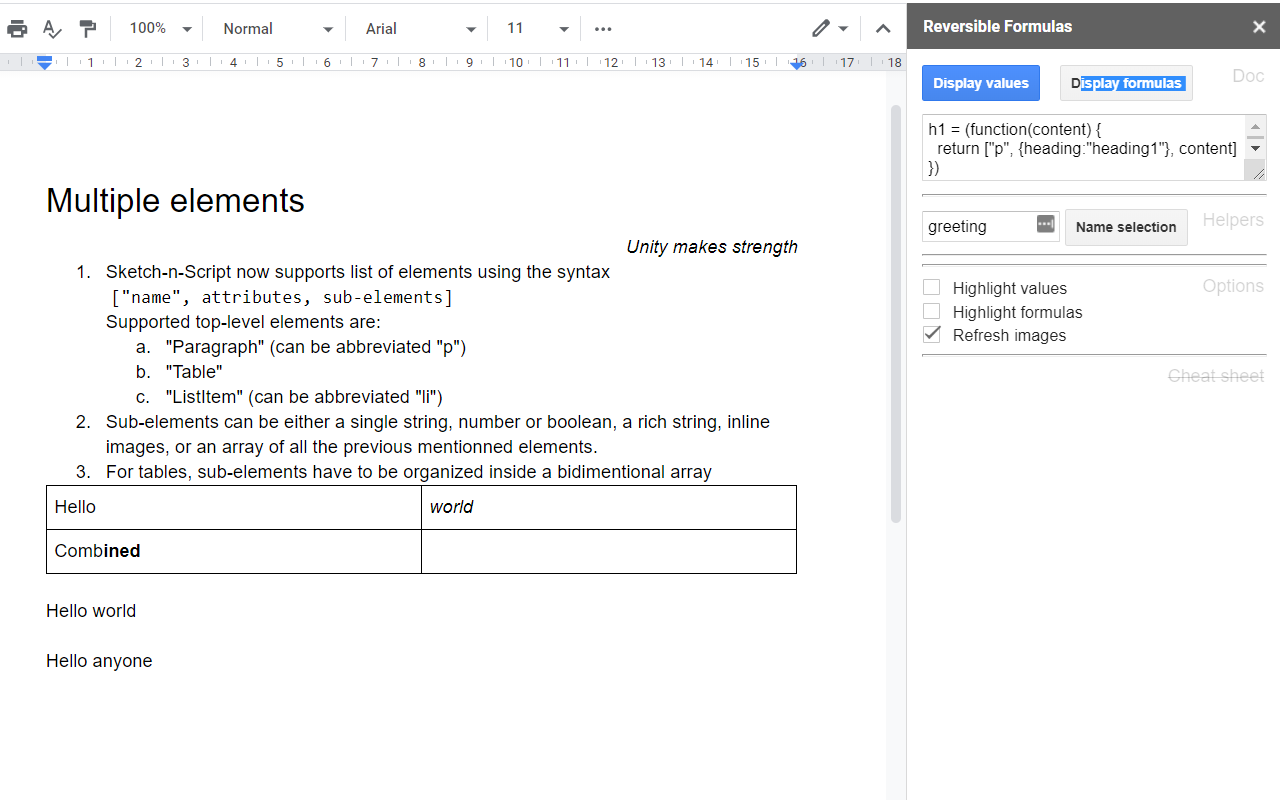 100% Normal Arial 11
1 2 3 4 5 6 7 8 9 10 11 12 13 14 15 16 17 18
Multiple elements
Unity makes strength
1. Sketch-n-Script now supports list of elements using the syntax
["name", attributes, sub-elements]
Supported top-level elements are:
a. "Paragraph" (can be abbreviated "p")
b. "Table"
c. "ListItem" (can be abbreviated "li")
2. Sub-elements can be either a single string, number or boolean, a rich string, inline
images, or an array of all the previous mentionned elements.
3. For tables, sub-elements have to be organized inside a bidimentional array
Hello world
Combined
Hello world
Hello anyone
Reversible Formulas
Display values Display formulas Doc
h1 = (function(content) {
return ["p", {heading:"heading1"}, content]
})
greeting Name selection Helpers
Options
Highlight values
Highlight formulas
Refresh images
Cheat sheet